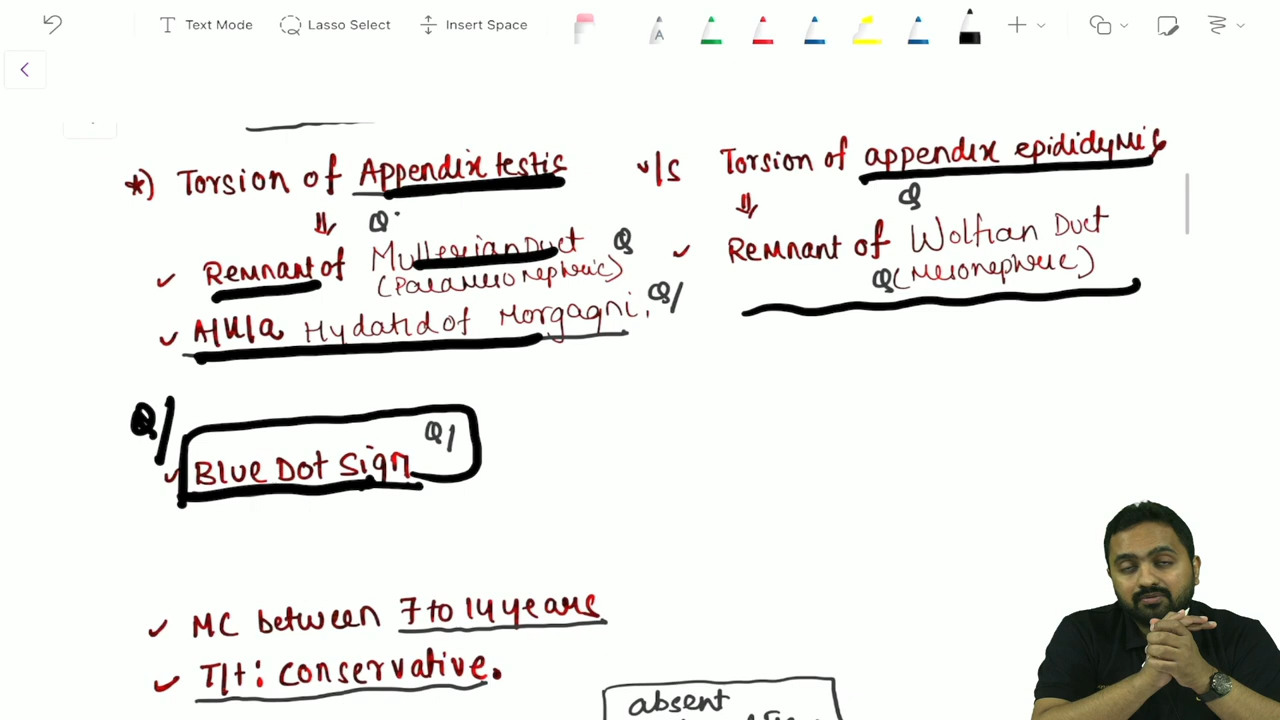 Text Mode
Lasso Select
Insert Space
A
*) Torsion of Appendix testis v/s Torsion of appendix epididymis
Q
Q
Remnant of Mullerian Duct Q
(Paramesonephric)
Remnant of Wolfian Duct
Q (Mesonephric)
A/K/a Hydatid of Morgagni. Q/
Q/
Blue Dot Sign Q/
MC between 7 to 14 years
T/t: conservative.
absent